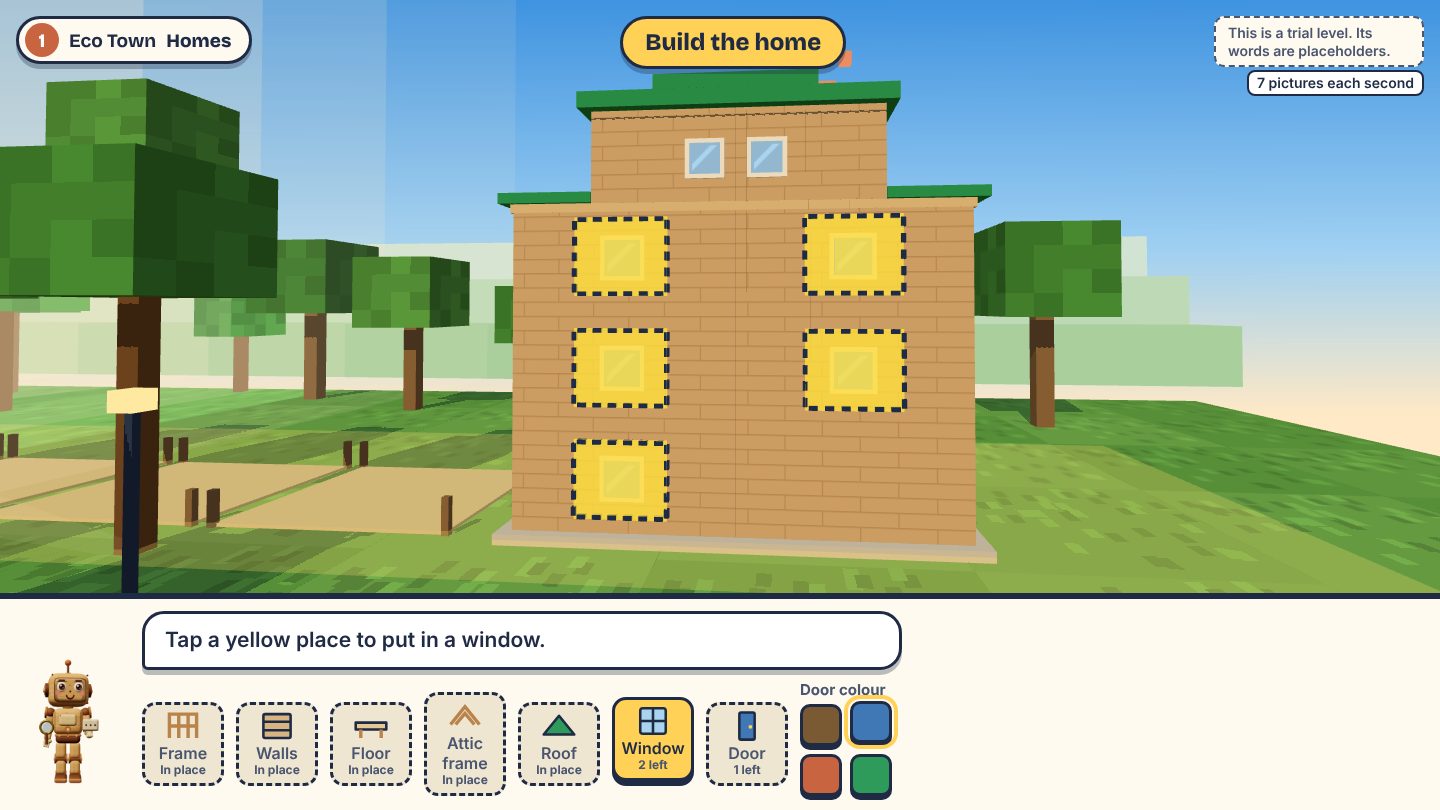 1 Eco Town Homes
Build the home
This is a trial level. Its
words are placeholders.
7 pictures each second
Tap a yellow place to put in a window.
Frame
In place
Walls
In place
Floor
In place
Attic
frame
In place
Roof
In place
Window
2 left
Door
1 left
Door colour